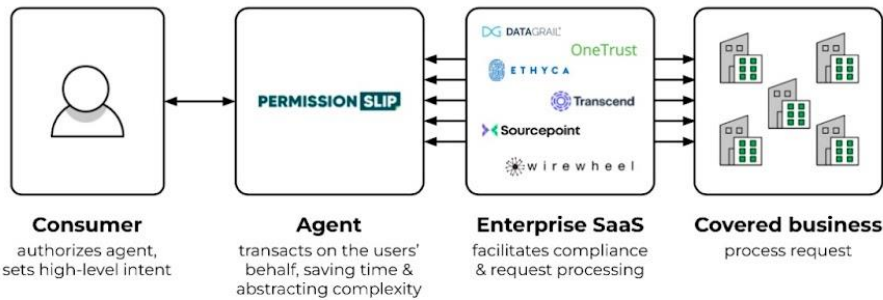 DATAGRAIL
OneTrust
ETHYCA
PERMISSION SLIP
Transcend
Sourcepoint
wirewheel
Consumer
authorizes agent,
sets high-level intent
Agent
transacts on the users'
behalf, saving time &
abstracting complexity
Enterprise SaaS
facilitates compliance
& request processing
Covered business
process request